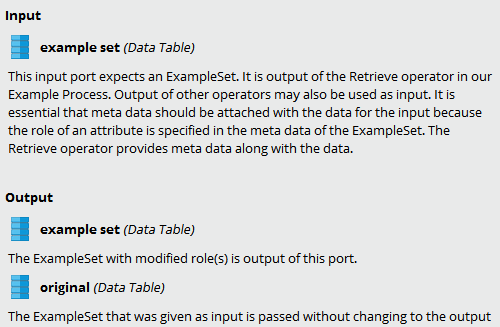 Input
example set (Data Table)
This input port expects an ExampleSet. It is output of the Retrieve operator in our
Example Process. Output of other operators may also be used as input. It is
essential that meta data should be attached with the data for the input because
the role of an attribute is specified in the meta data of the ExampleSet. The
Retrieve operator provides meta data along with the data.
Output
example set (Data Table)
The ExampleSet with modified role(s) is output of this port.
original (Data Table)
The ExampleSet that was given as input is passed without changing to the output